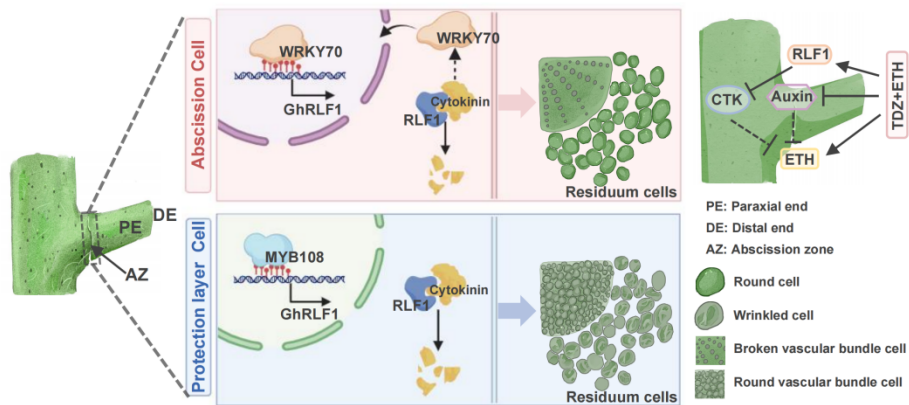 DE
PE
AZ
Abscission Cell
WRKY70
GhRLF1
WRKY70
Cytokinin
RLF1
Residuum cells
Protection layer Cell
MYB108
GhRLF1
Cytokinin
RLF1
Residuum cells
RLF1
CTK
Auxin
ETH
TDZ+ETH
PE: Paraxial end
DE: Distal end
AZ: Abscission zone
Round cell
Wrinkled cell
Broken vascular bundle cell
Round vascular bundle cell